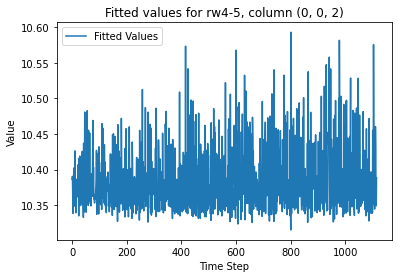 Fitted values for rw4-5, column (0, 0, 2)
Fitted Values
Value
10.60
10.55
10.50
10.45
10.40
10.35
0 200 400 600 800 1000
Time Step